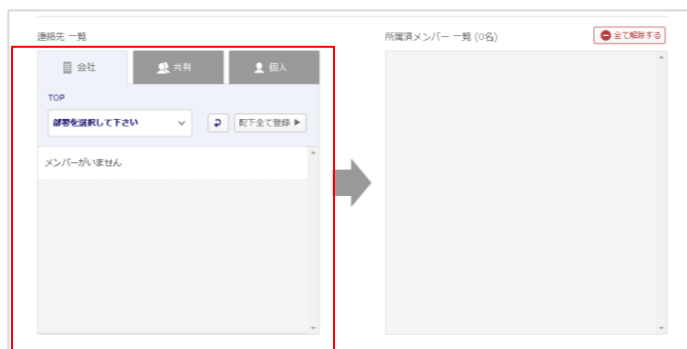 連絡先 一覧
所属済メンバー 一覧 (0名)
全て解除する
会社
共有
個人
TOP
部署を選択して下さい
配下全て登録 ▶
メンバーがいません